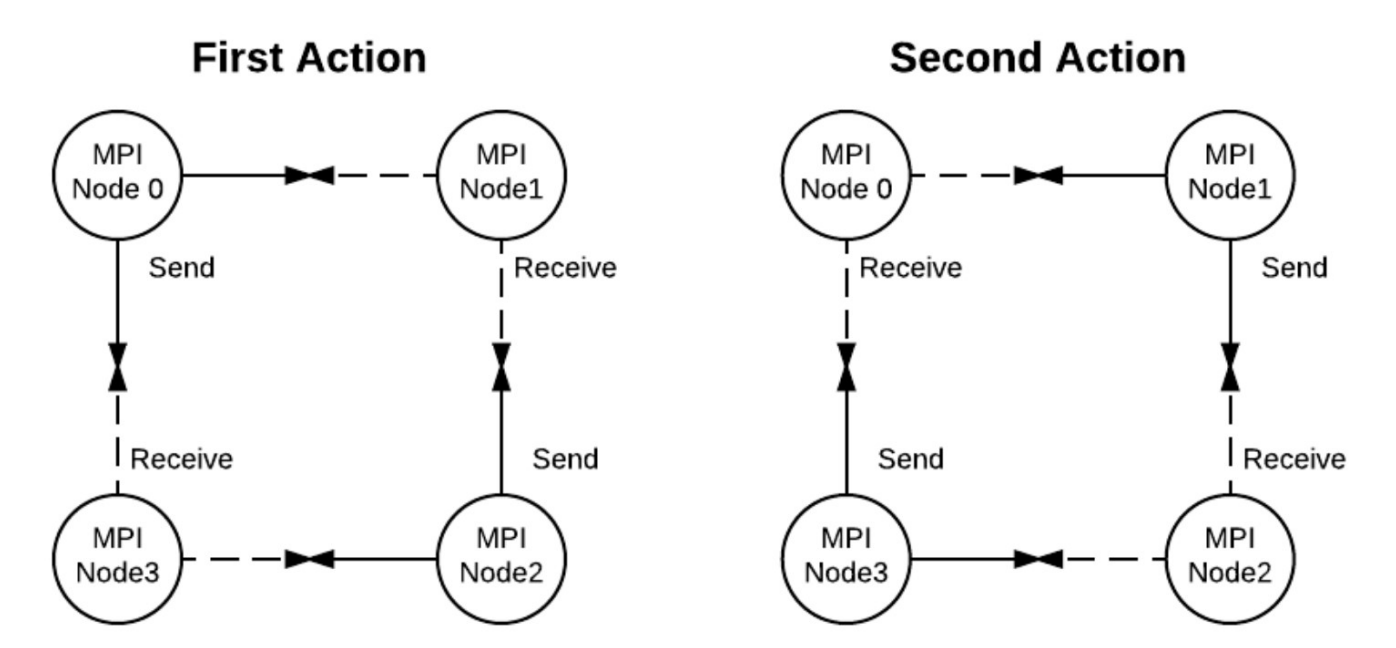 First Action
MPI
Node 0
MPI
Node1
Send
Receive
Receive
Send
MPI
Node3
MPI
Node2
Second Action
MPI
Node 0
MPI
Node1
Receive
Send
Send
Receive
MPI
Node3
MPI
Node2